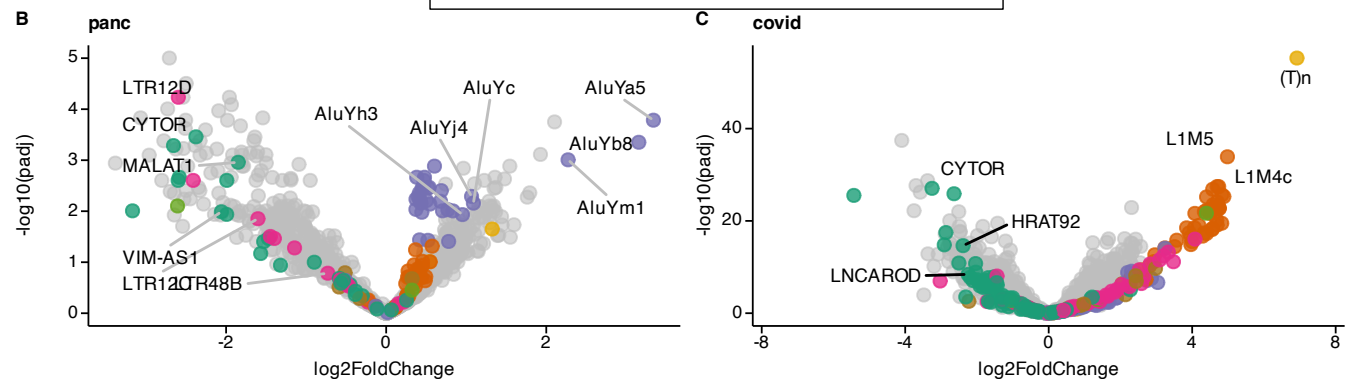 B
panc
-log10(padj)
5
4
3
2
1
0
LTR12D
CYTOR
MALAT1
VIM-AS1
LTR12C
LTR48B
AluYh3
AluYj4
AluYc
AluYa5
AluYb8
AluYm1
-2
0
2
log2FoldChange
C
covid
-log10(padj)
40
20
0
(T)n
L1M5
L1M4c
CYTOR
HRAT92
LNCAROD
-8
-4
0
4
8
log2FoldChange